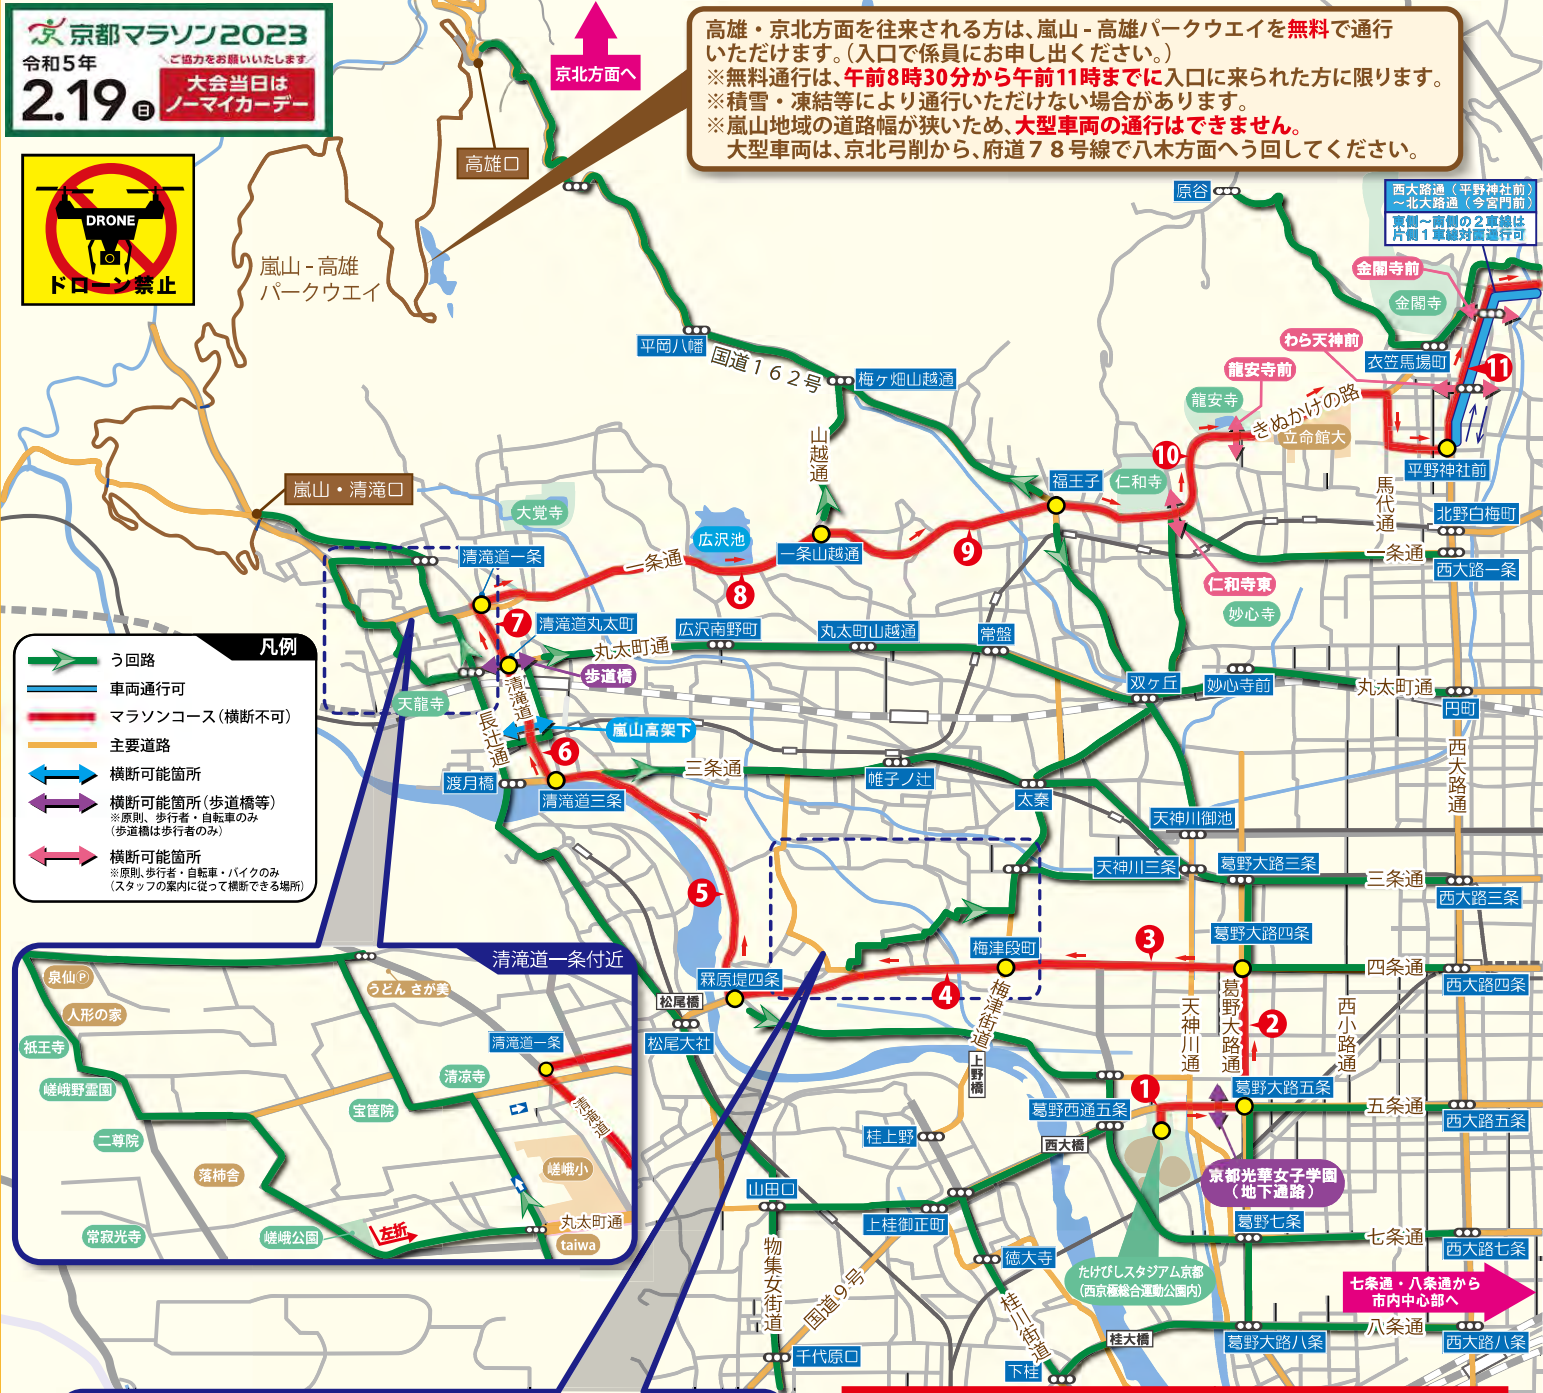 京都マラソン2023
令和5年
ご協力をお願いいたします
2.19日
大会当日は
ノーマイカーデー
DRONE
ドローン禁止
京北方面へ
高雄・京北方面を往来される方は、嵐山-高雄パークウエイを無料で通行
いただけます。(入口で係員にお申し出ください。)
※無料通行は、午前8時30分から午前11時までに入口に来られた方に限ります。
※積雪・凍結等により通行いただけない場合があります。
※嵐山地域の道路幅が狭いため、大型車両の通行はできません。
大型車両は、京北弓削から、府道78号線で八木方面へう回してください。
高雄口
嵐山-高雄
パークウエイ
原谷
西大路通(平野神社前)
~北大路通(今宮門前)
東側~南側の2車線は
片側1車線対面通行可
金閣寺前
金閣寺
わら天神前
衣笠馬場町
11
龍安寺前
龍安寺
きぬかけの路
立命館大
平野神社前
平岡八幡
国道162号
梅ヶ畑山越通
山越通
10
福王子
仁和寺
馬代通
北野白梅町
一条通
西大路一条
嵐山・清滝口
大覚寺
広沢池
一条山越通
9
仁和寺東
妙心寺
清滝道一条
一条通
8
7
清滝道丸太町
広沢南野町
丸太町山越通
常盤
丸太町通
歩道橋
双ヶ丘
妙心寺前
丸太町通
円町
天龍寺
清滝道
長辻通
嵐山高架下
6
西大路通
渡月橋
清滝道三条
三条通
帷子ノ辻
太秦
天神川御池
天神川三条
葛野大路三条
三条通
西大路三条
5
凡例
う回路
車両通行可
マラソンコース(横断不可)
主要道路
横断可能箇所
横断可能箇所(歩道橋等)
※原則、歩行者・自転車のみ
(歩道橋は歩行者のみ)
横断可能箇所
※原則、歩行者・自転車・バイクのみ
(スタッフの案内に従って横断できる場所)
梅津段町
3
葛野大路四条
四条通
西大路四条
罧原堤四条
4
松尾橋
松尾大社
梅津街道
上野橋
天神川通
葛野大路通
2
西小路通
1
葛野大路五条
葛野西通五条
五条通
西大路五条
桂上野
西大橋
京都光華女子学園
(地下通路)
山田口
上桂御正町
葛野七条
七条通
西大路七条
徳大寺
たけびしスタジアム京都
(西京極総合運動公園内)
物集女街道
国道9号
桂川街道
七条通・八条通から
市内中心部へ
桂大橋
葛野大路八条
八条通
西大路八条
千代原口
下桂
清滝道一条付近
泉仙P
人形の家
うどん さが美
祇王寺
清滝道一条
嵯峨野霊園
清凉寺
宝筐院
清滝道
二尊院
落柿舎
嵯峨小
常寂光寺
嵯峨公園
左折
丸太町通
taiwa